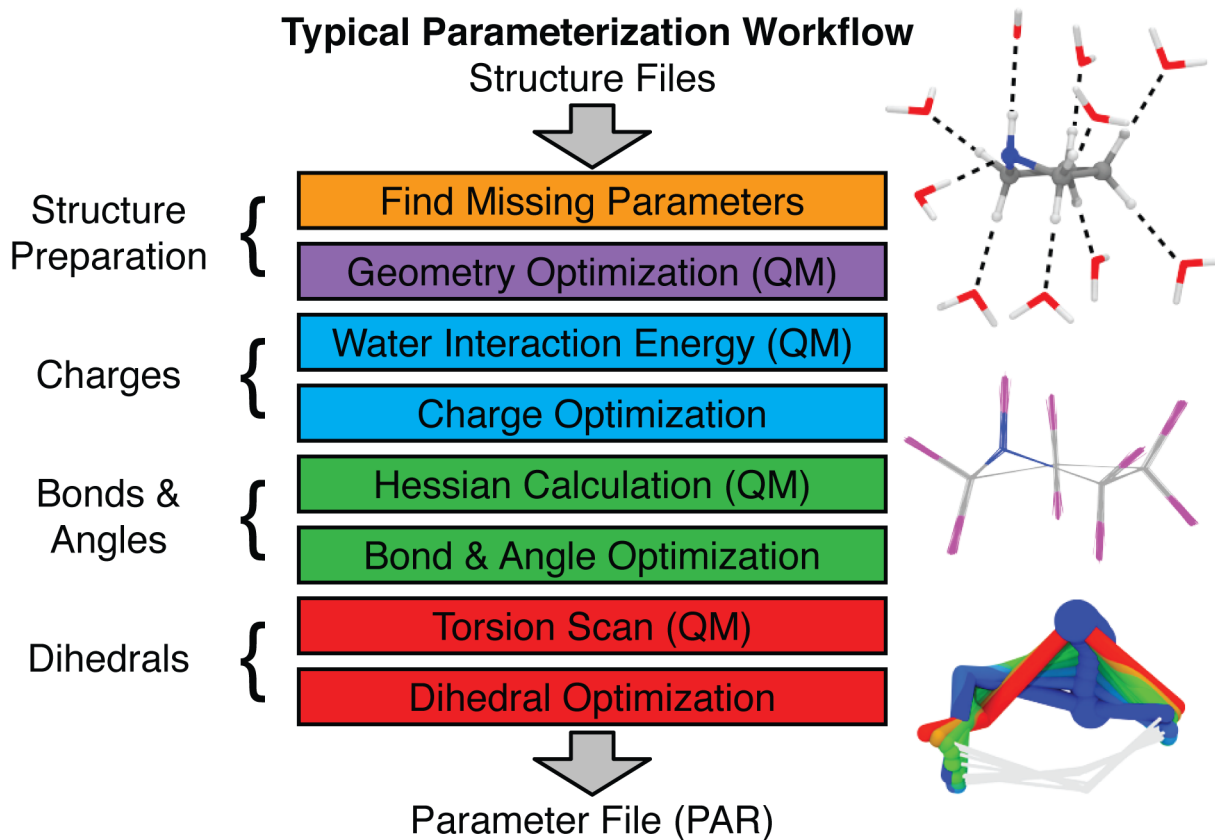 Typical Parameterization Workflow
Structure Files
Structure
Preparation
Find Missing Parameters
Geometry Optimization (QM)
Charges
Water Interaction Energy (QM)
Charge Optimization
Bonds &
Angles
Hessian Calculation (QM)
Bond & Angle Optimization
Dihedrals
Torsion Scan (QM)
Dihedral Optimization
Parameter File (PAR)